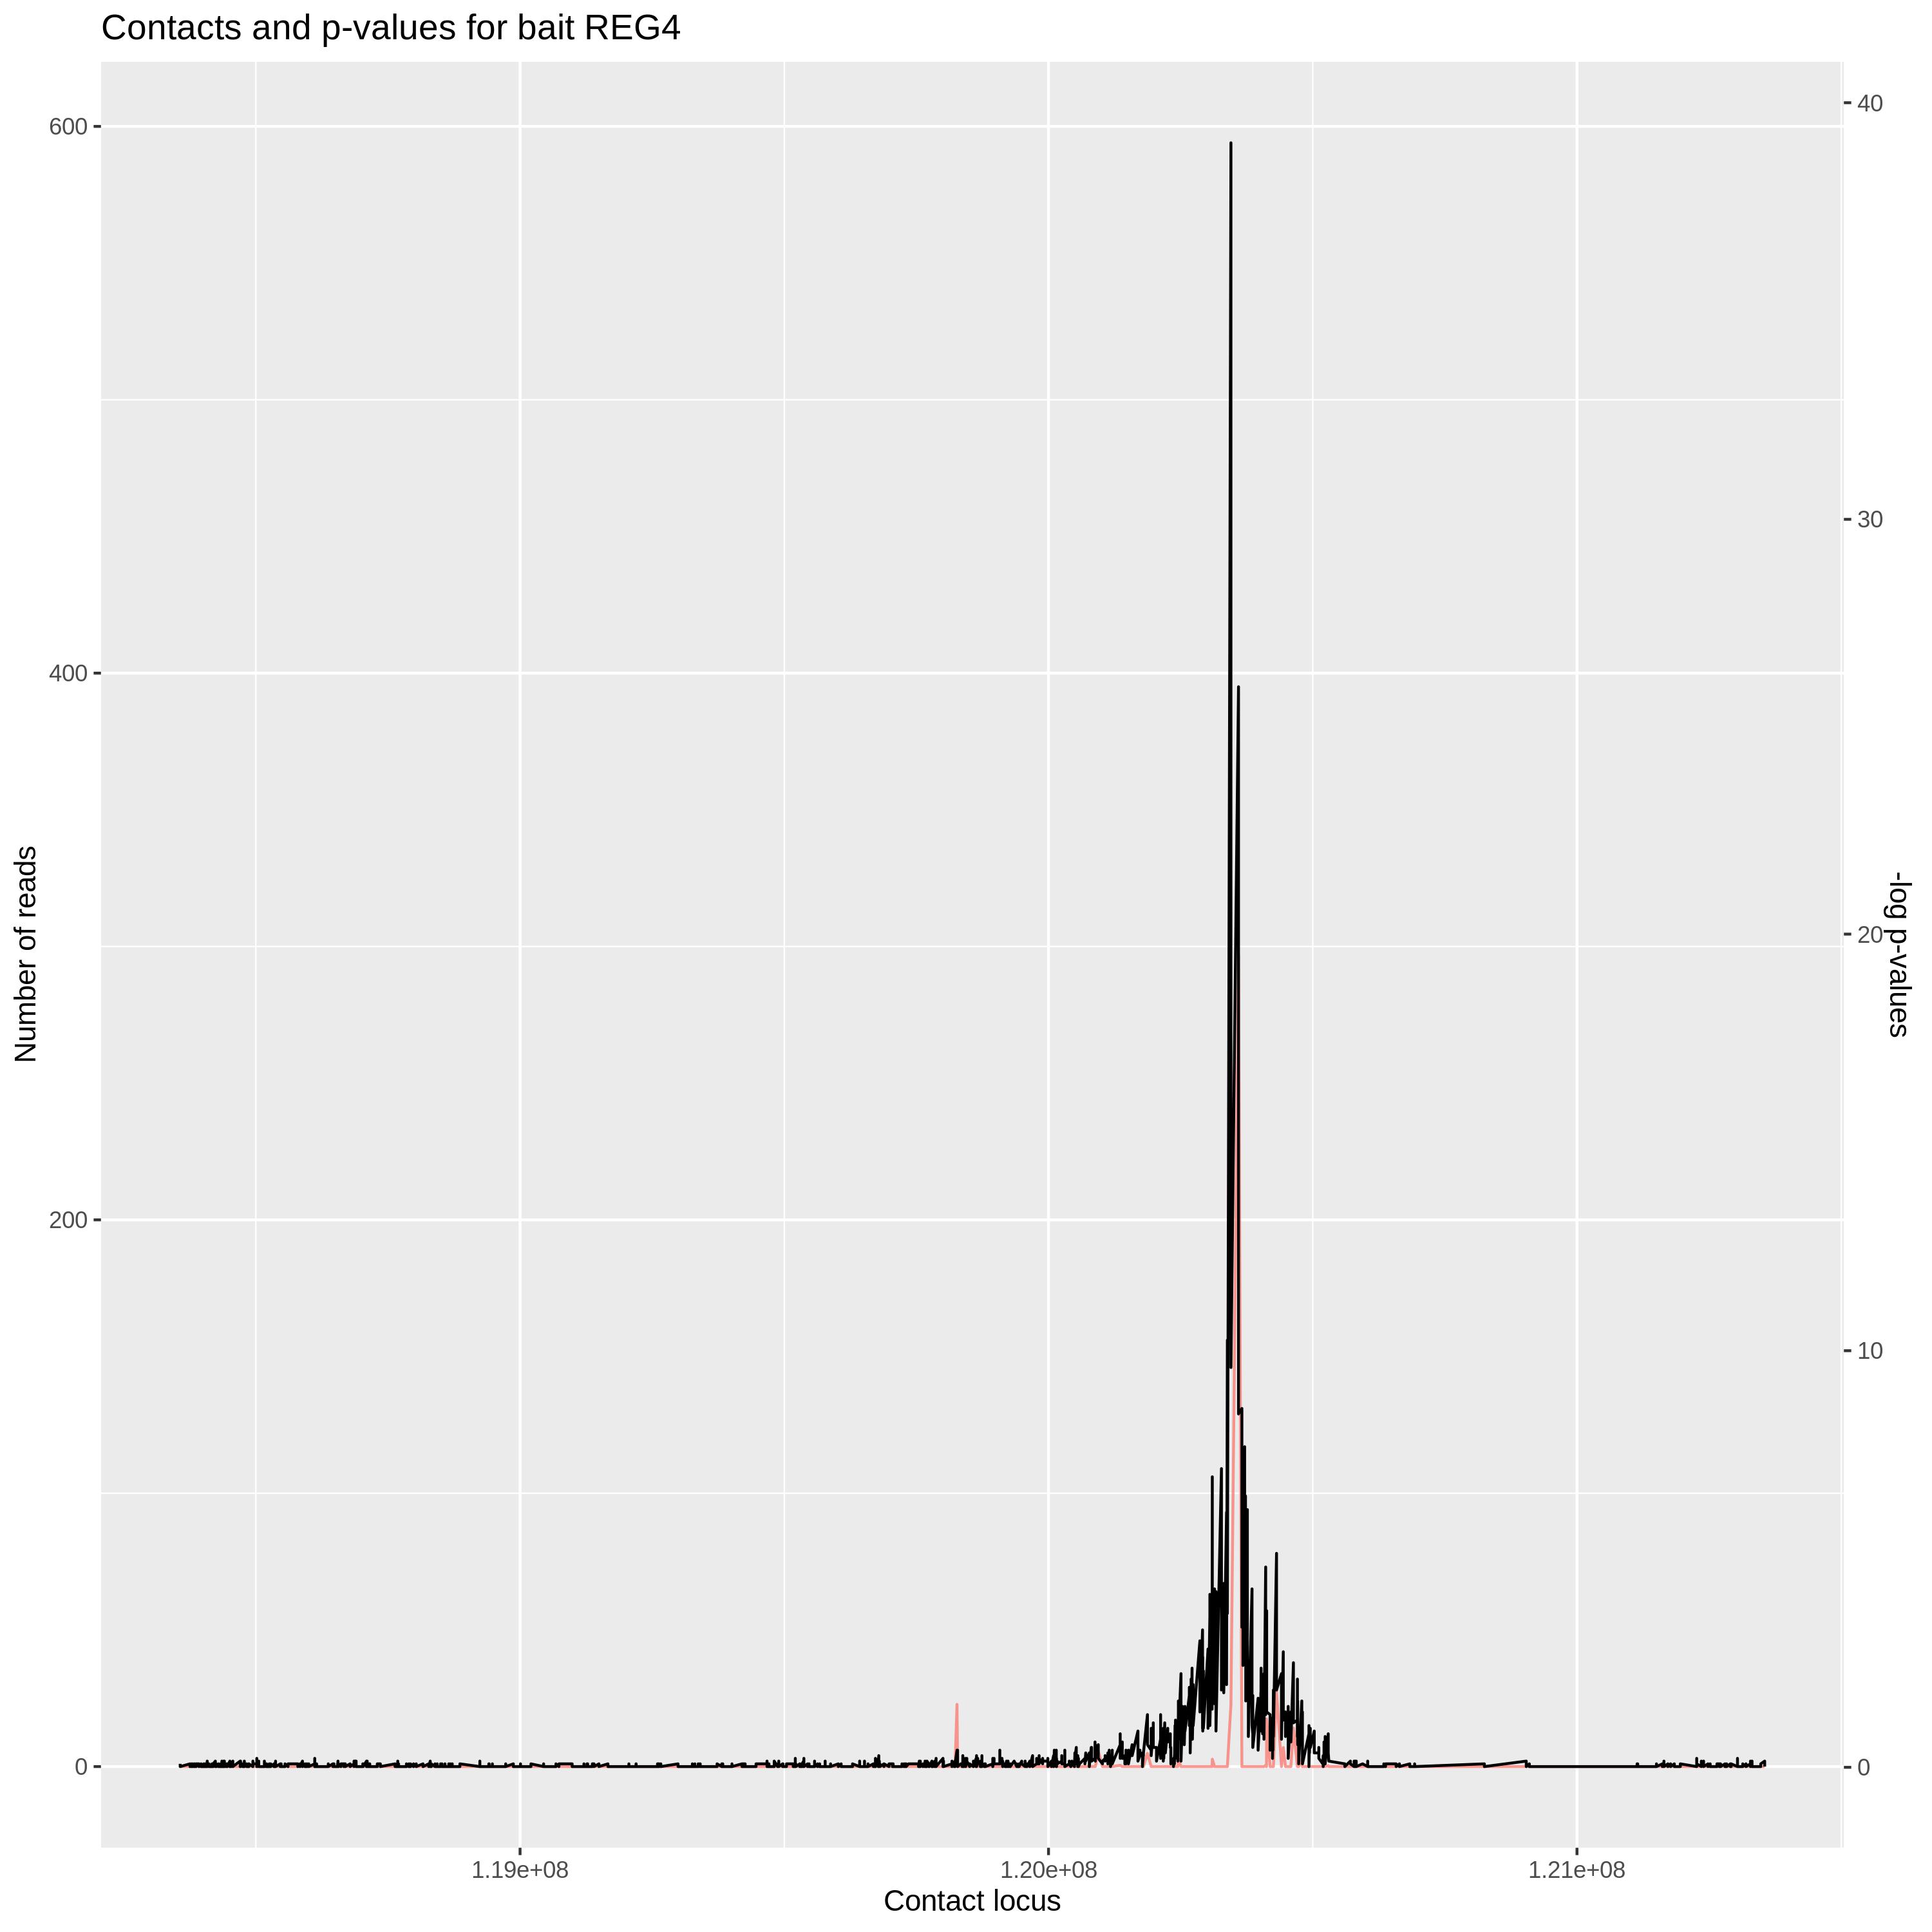 Contacts and p-values for bait REG4
600
400
200
0
Number of reads
40
30
20
10
0
-log p-values
1.19e+08
1.20e+08
1.21e+08
Contact locus